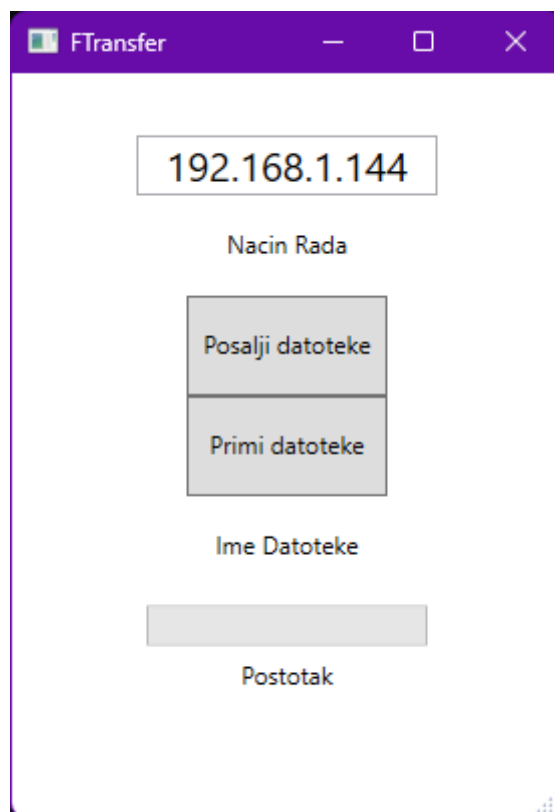 FTransfer
192.168.1.144
Nacin Rada
Posalji datoteke
Primi datoteke
Ime Datoteke
Postotak